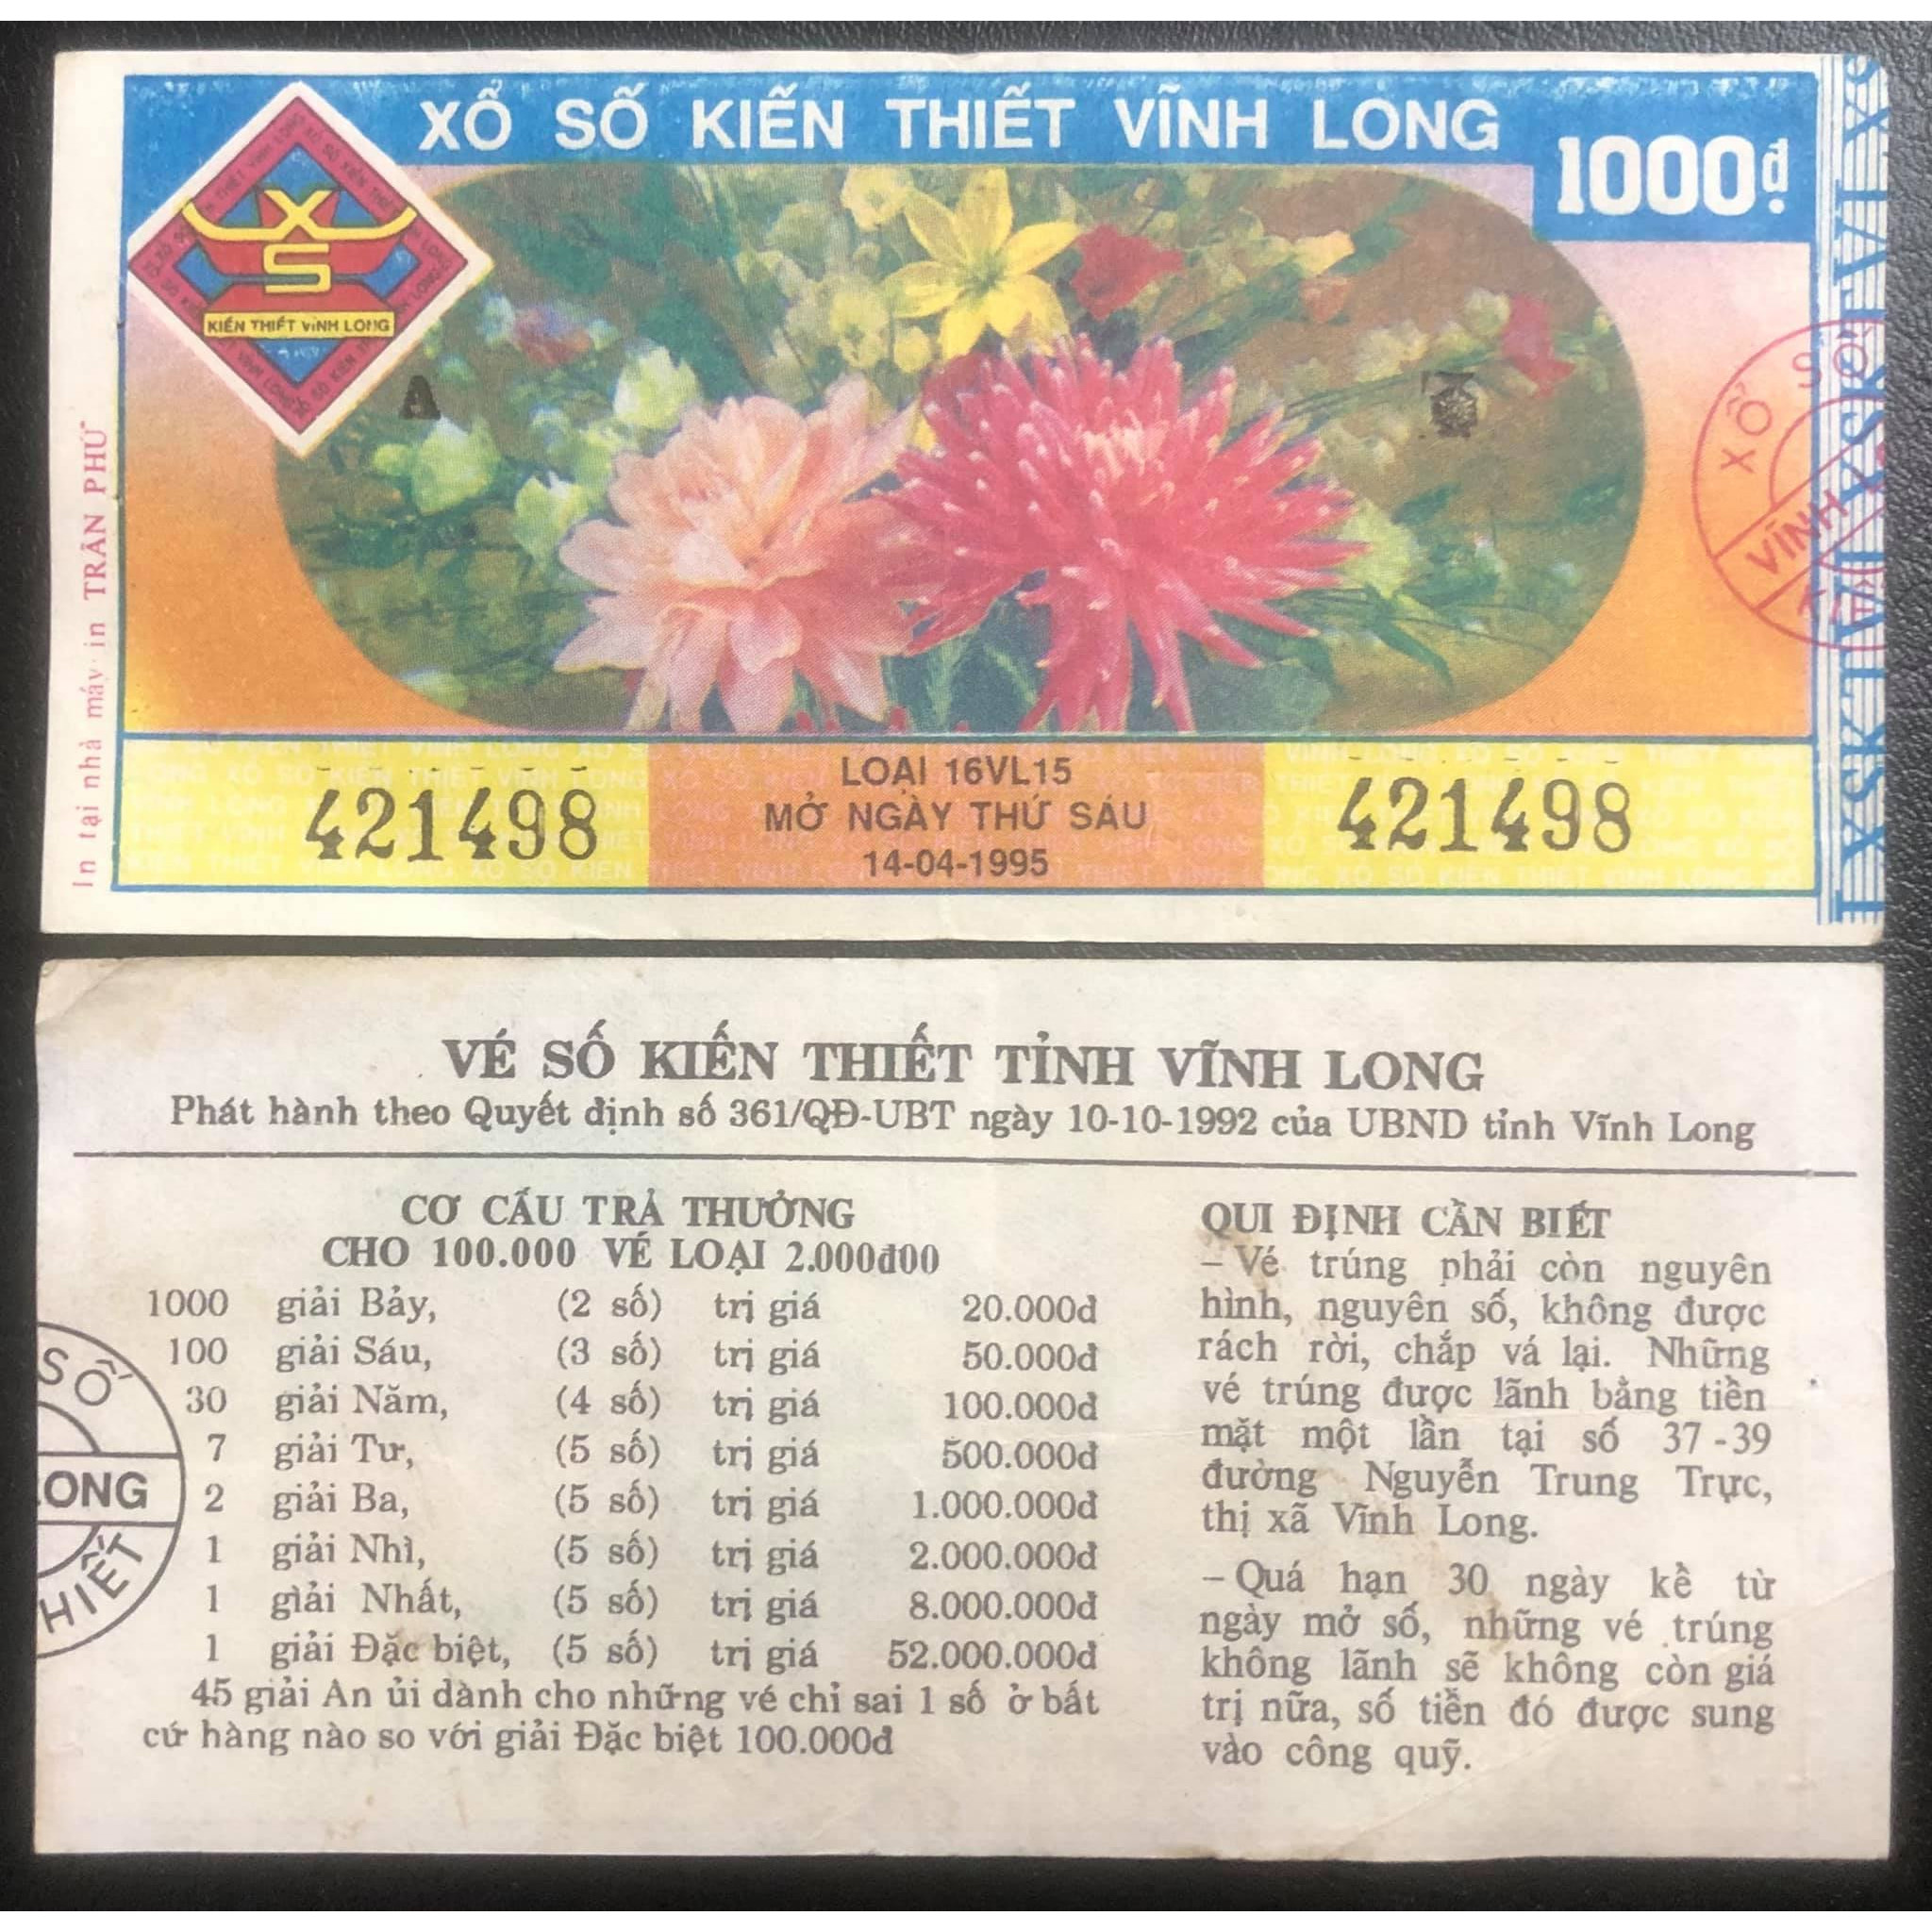 XỔ SỐ KIẾN THIẾT VĨNH LONG
1000đ
XS
KIẾN THIẾT VĨNH LONG
A
XỔ SỐ
VĨNH
In tại nhà máy in TRẦN PHÚ
421498
LOẠI 16VL15
MỞ NGÀY THỨ SÁU
14-04-1995
421498
XSKTVL XSKTVL
VÉ SỐ KIẾN THIẾT TỈNH VĨNH LONG
Phát hành theo Quyết định số 361/QĐ-UBT ngày 10-10-1992 của UBND tỉnh Vĩnh Long
CƠ CẤU TRẢ THƯỞNG
CHO 100.000 VÉ LOẠI 2.000đ00
1000 giải Bảy, (2 số) trị giá 20.000đ
100 giải Sáu, (3 số) trị giá 50.000đ
30 giải Năm, (4 số) trị giá 100.000đ
7 giải Tư, (5 số) trị giá 500.000đ
2 giải Ba, (5 số) trị giá 1.000.000đ
1 giải Nhì, (5 số) trị giá 2.000.000đ
1 giải Nhất, (5 số) trị giá 8.000.000đ
1 giải Đặc biệt, (5 số) trị giá 52.000.000đ
45 giải An ủi dành cho những vé chỉ sai 1 số ở bất
cứ hàng nào so với giải Đặc biệt 100.000đ
SỐ
LONG
HIẾT
QUI ĐỊNH CẦN BIẾT
– Vé trúng phải còn nguyên
hình, nguyên số, không được
rách rời, chắp vá lại. Những
vé trúng được lãnh bằng tiền
mặt một lần tại số 37-39
đường Nguyễn Trung Trực,
thị xã Vĩnh Long.
– Quá hạn 30 ngày kề từ
ngày mở số, những vé trúng
không lãnh sẽ không còn giá
trị nữa, số tiền đó được sung
vào công quỹ.